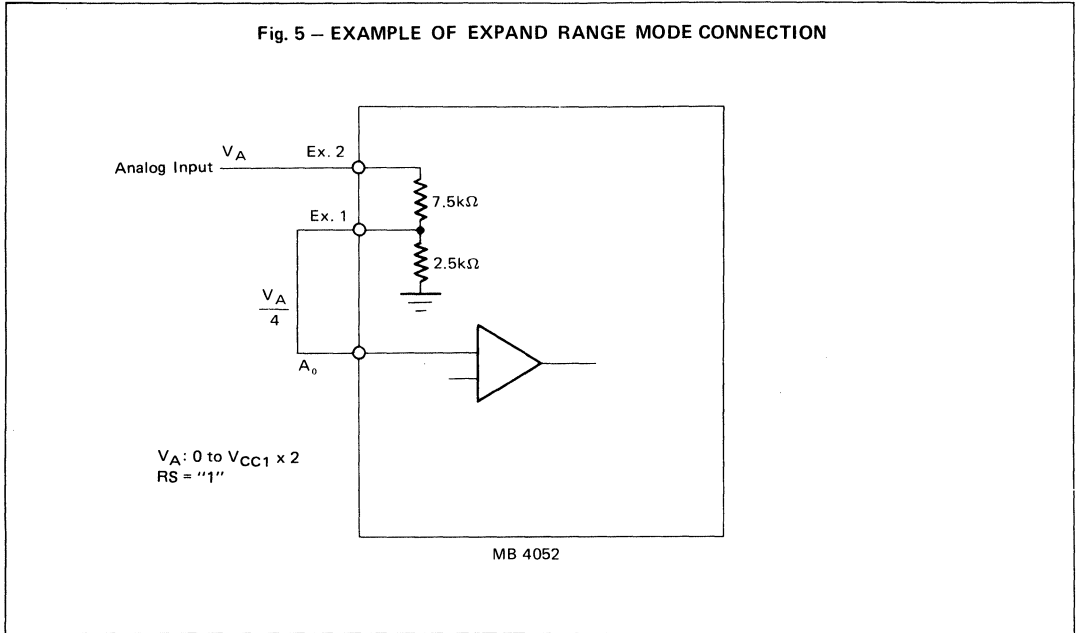 Fig. 5 – EXAMPLE OF EXPAND RANGE MODE CONNECTION
Analog Input
V_A
Ex. 2
7.5kΩ
Ex. 1
2.5kΩ
V_A
4
A₀
V_A: 0 to V_CC1 x 2
RS = "1"
MB 4052